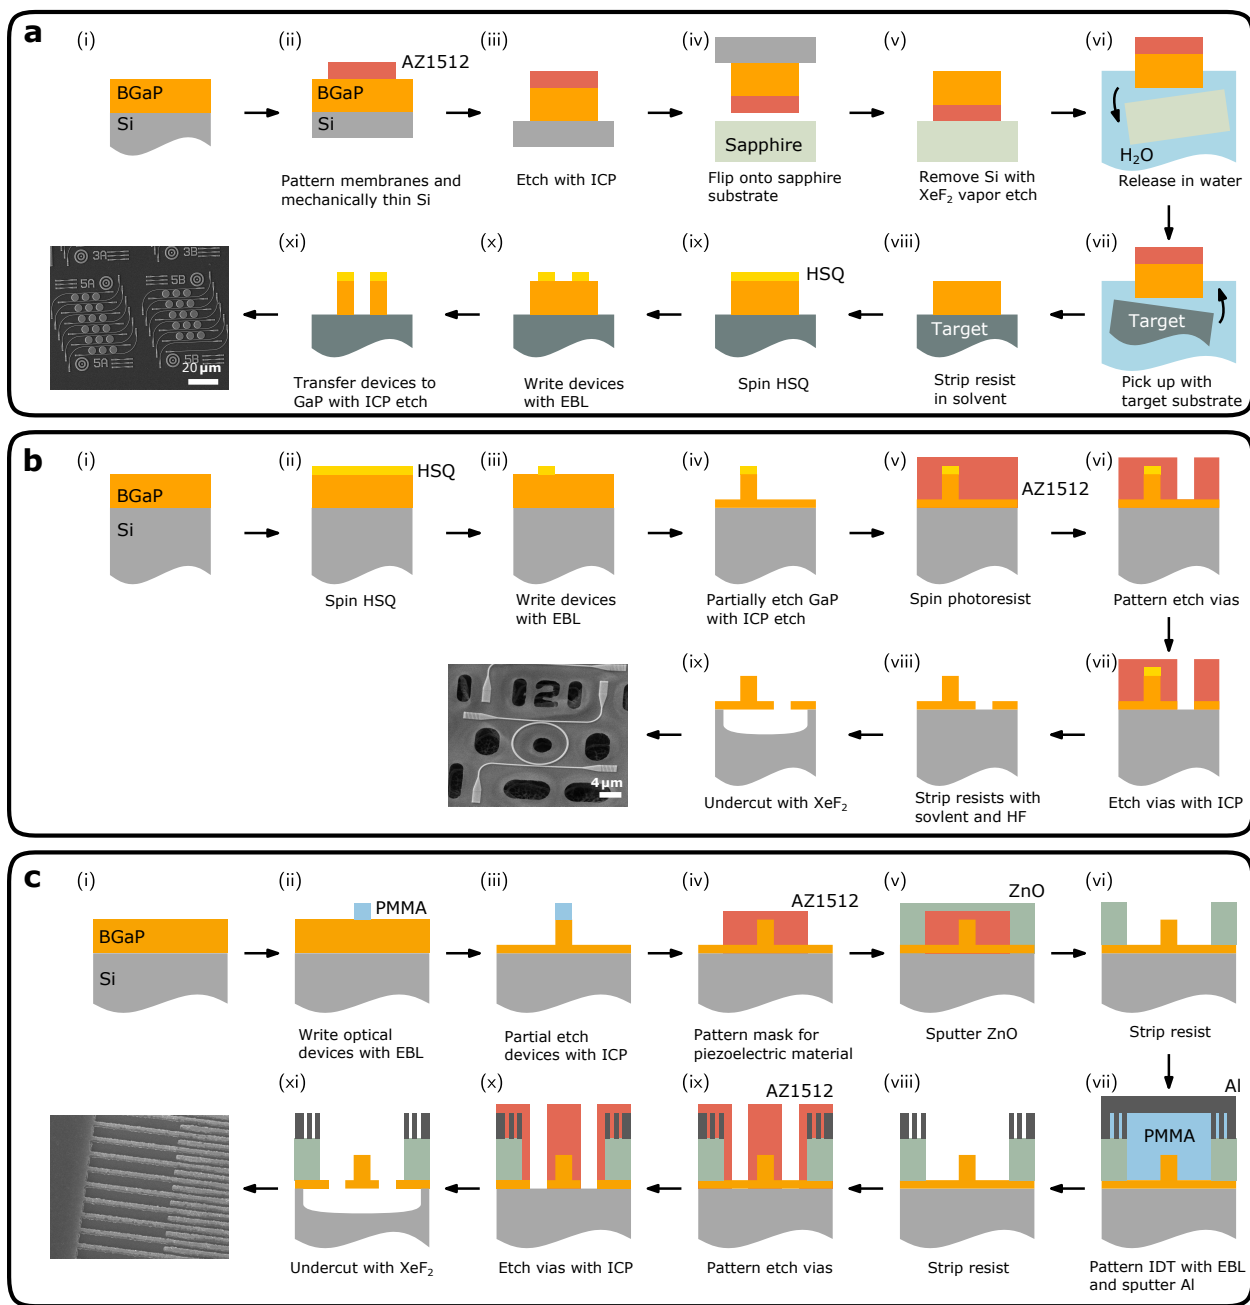 a
(i)
(ii)
(iii)
(iv)
(v)
(vi)
AZ1512
BGaP
Si
BGaP
Si
Sapphire
H₂O
Pattern membranes and
mechanically thin Si
Etch with ICP
Flip onto sapphire
substrate
Remove Si with
XeF₂ vapor etch
Release in water
(xi)
(x)
(ix)
(viii)
(vii)
3A
3B
5A
5B
5A
5B
20 μm
HSQ
Target
Target
Transfer devices to
GaP with ICP etch
Write devices
with EBL
Spin HSQ
Strip resist
in solvent
Pick up with
target substrate
b
(i)
(ii)
(iii)
(iv)
(v)
(vi)
HSQ
BGaP
Si
AZ1512
Spin HSQ
Write devices
with EBL
Partially etch GaP
with ICP etch
Spin photoresist
Pattern etch vias
(ix)
(viii)
(vii)
121
4 μm
Undercut with XeF₂
Strip resists with
sovlent and HF
Etch vias with ICP
c
(i)
(ii)
(iii)
(iv)
(v)
(vi)
PMMA
AZ1512
ZnO
BGaP
Si
Write optical
devices with EBL
Partial etch
devices with ICP
Pattern mask for
piezoelectric material
Sputter ZnO
Strip resist
(xi)
(x)
(ix)
(viii)
(vii)
AZ1512
Al
PMMA
Undercut with XeF₂
Etch vias with ICP
Pattern etch vias
Strip resist
Pattern IDT with EBL
and sputter Al